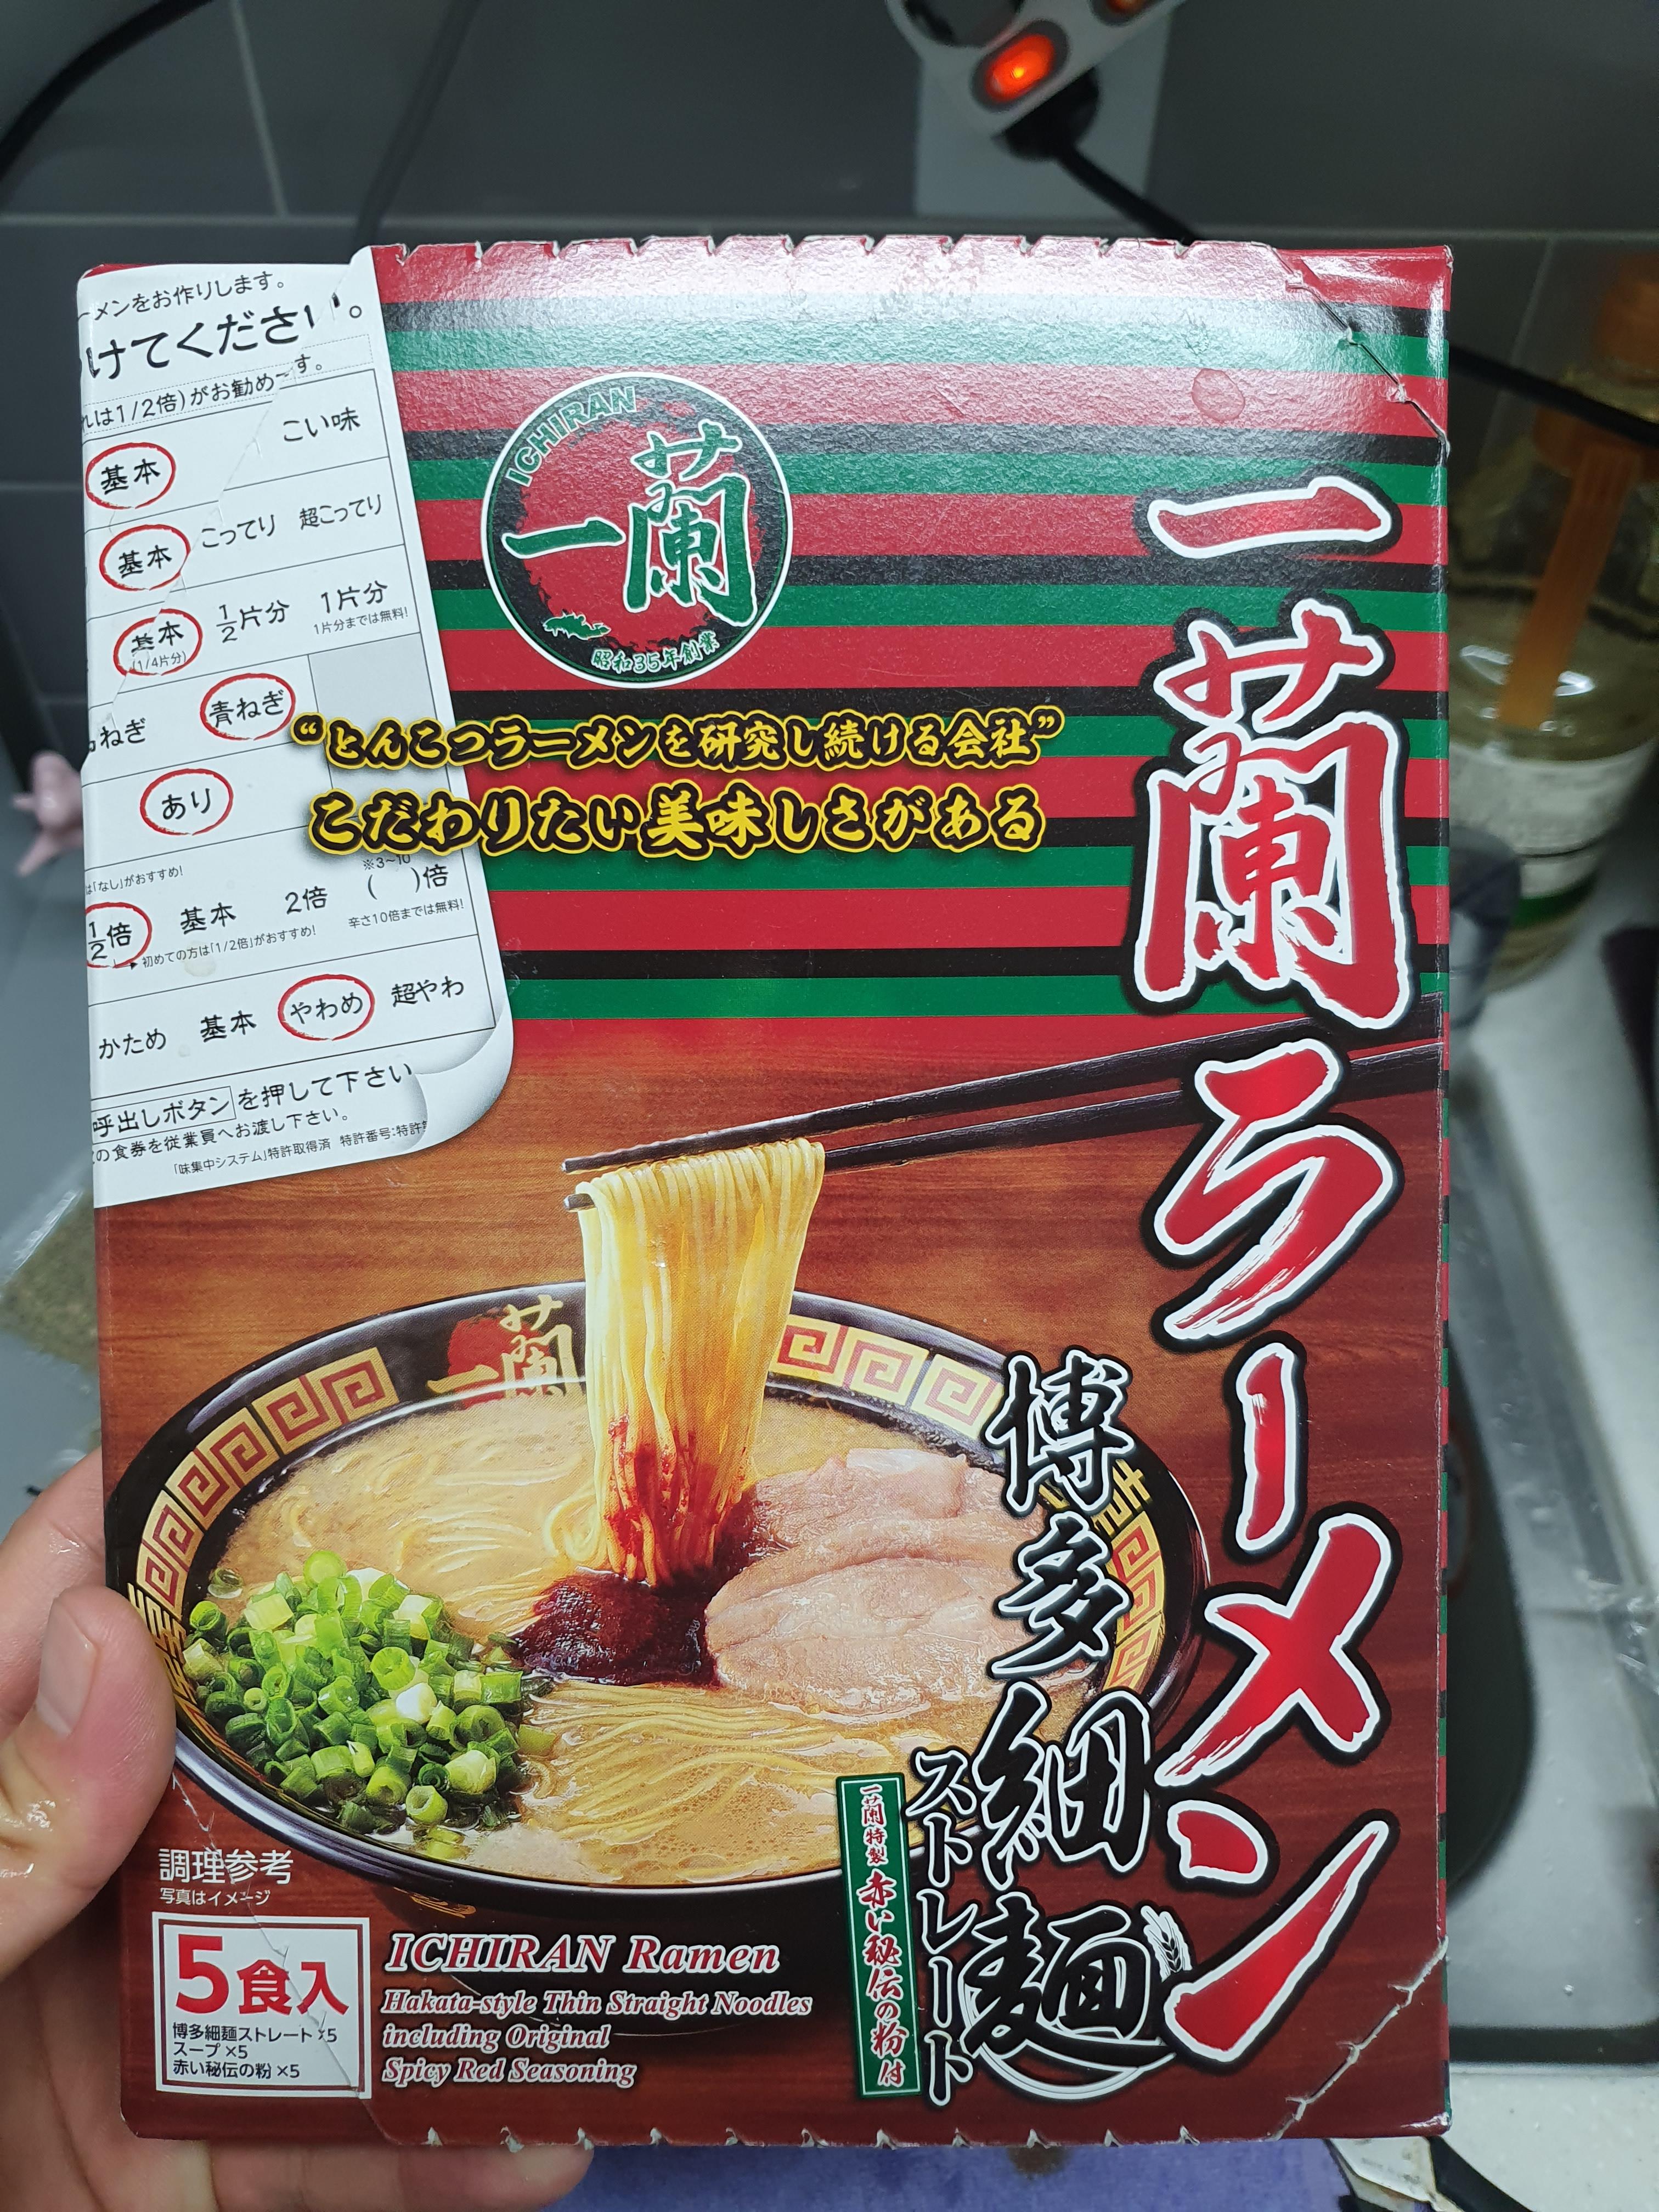 ーメンをお作りします。
けてください。
は1/2倍)がお勧めです。
基本 こい味
基本 こってり 超こってり
基本 1/2片分 1片分
(1/4片分) 1片分までは無料!
ねぎ 青ねぎ
あり
は「なし」がおすすめ!
※3~10
1/2倍 基本 2倍 ( )倍
▶初めての方は「1/2倍」がおすすめ! 辛さ10倍までは無料!
かため 基本 やわめ 超やわ
呼出しボタン を押して下さい
の食券を従業員へお渡し下さい。
「味集中システム」特許取得済 特許番号:特許
ICHIRAN
一蘭
昭和35年創業
“とんこつラーメンを研究し続ける会社”
こだわりたい美味しさがある
一蘭ラーメン
博多細麺
ストレート
一蘭特製 赤い秘伝の粉付
一蘭
調理参考
写真はイメージ
5食入
博多細麺ストレート×5
スープ×5
赤い秘伝の粉×5
ICHIRAN Ramen
Hakata-style Thin Straight Noodles
including Original
Spicy Red Seasoning